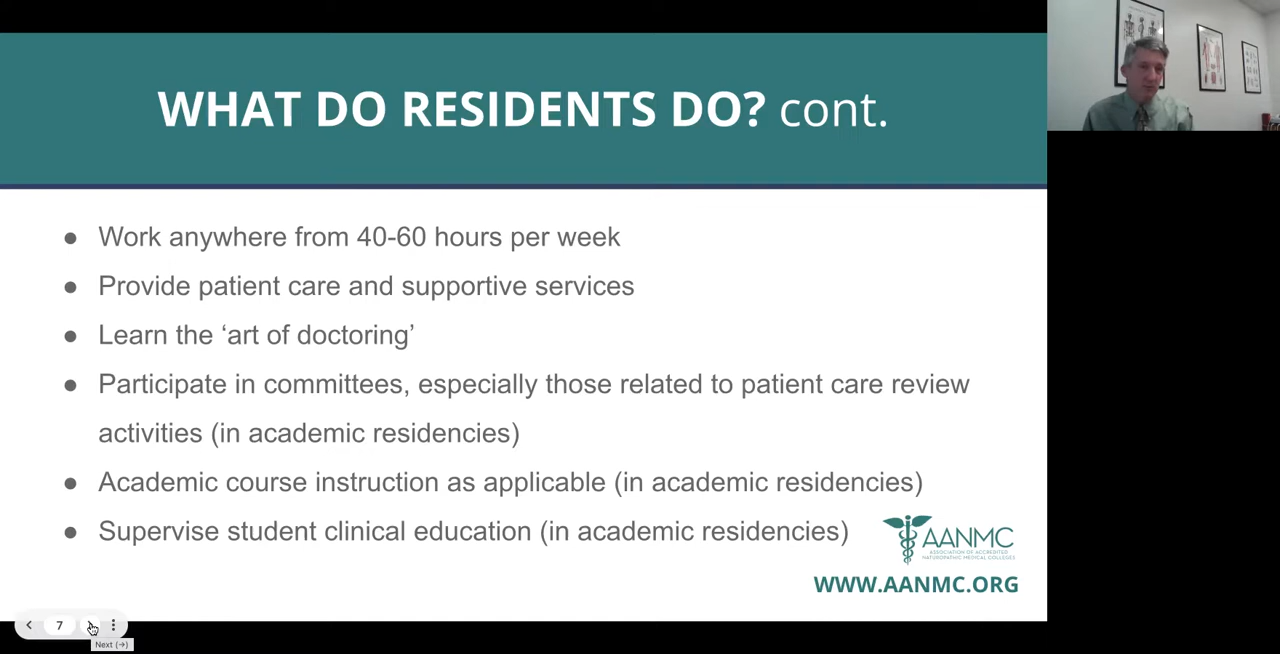 WHAT DO RESIDENTS DO? cont.
● Work anywhere from 40-60 hours per week
● Provide patient care and supportive services
● Learn the ‘art of doctoring’
● Participate in committees, especially those related to patient care review
activities (in academic residencies)
● Academic course instruction as applicable (in academic residencies)
● Supervise student clinical education (in academic residencies)
AANMC
ASSOCIATION OF ACCREDITED
NATUROPATHIC MEDICAL COLLEGES
WWW.AANMC.ORG
7
Next (→)